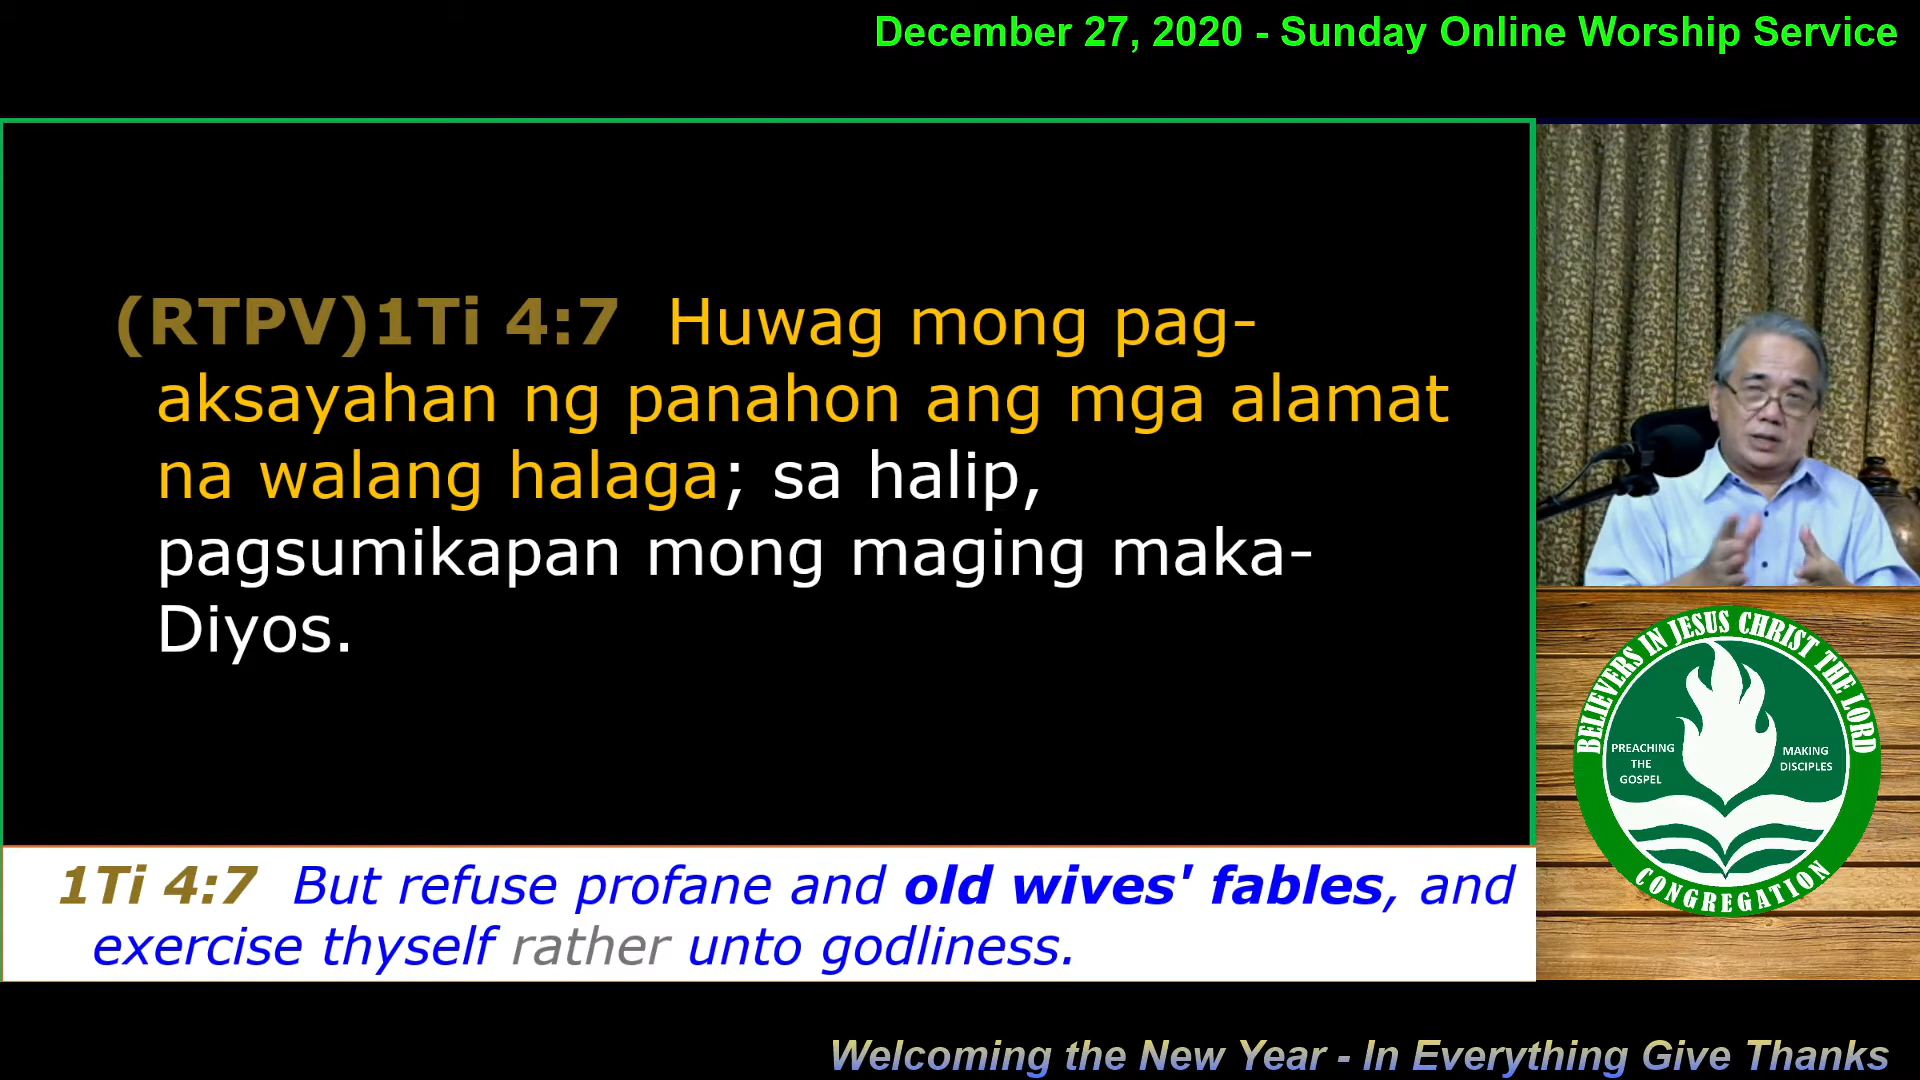 December 27, 2020 - Sunday Online Worship Service
(RTPV)1Ti 4:7 Huwag mong pag-
aksayahan ng panahon ang mga alamat
na walang halaga; sa halip,
pagsumikapan mong maging maka-
Diyos.
1Ti 4:7 But refuse profane and old wives' fables, and
exercise thyself rather unto godliness.
BELIEVERS IN JESUS CHRIST THE LORD
PREACHING
THE
GOSPEL
MAKING
DISCIPLES
CONGREGATION
Welcoming the New Year - In Everything Give Thanks